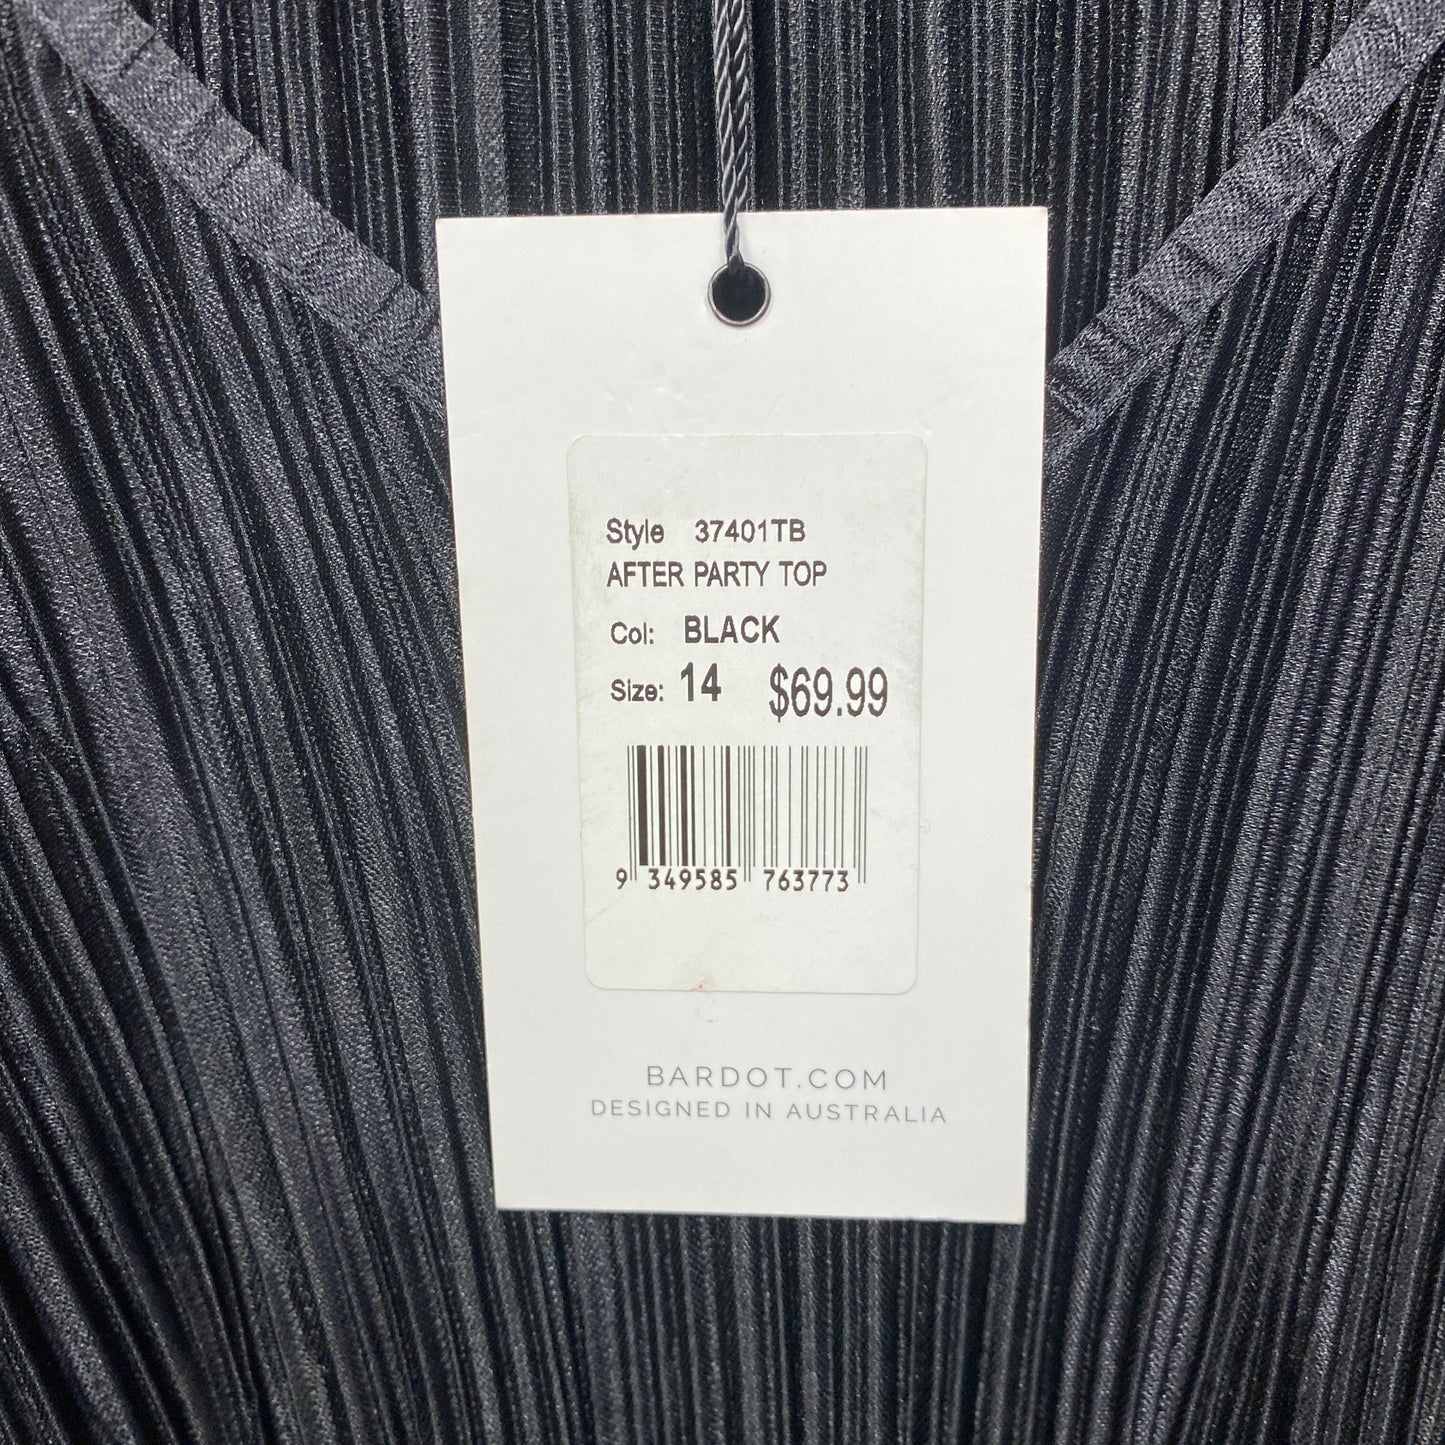 Style 37401TB
AFTER PARTY TOP
Col: BLACK
Size: 14 $69.99
9 349585 763773
BARDOT.COM
DESIGNED IN AUSTRALIA